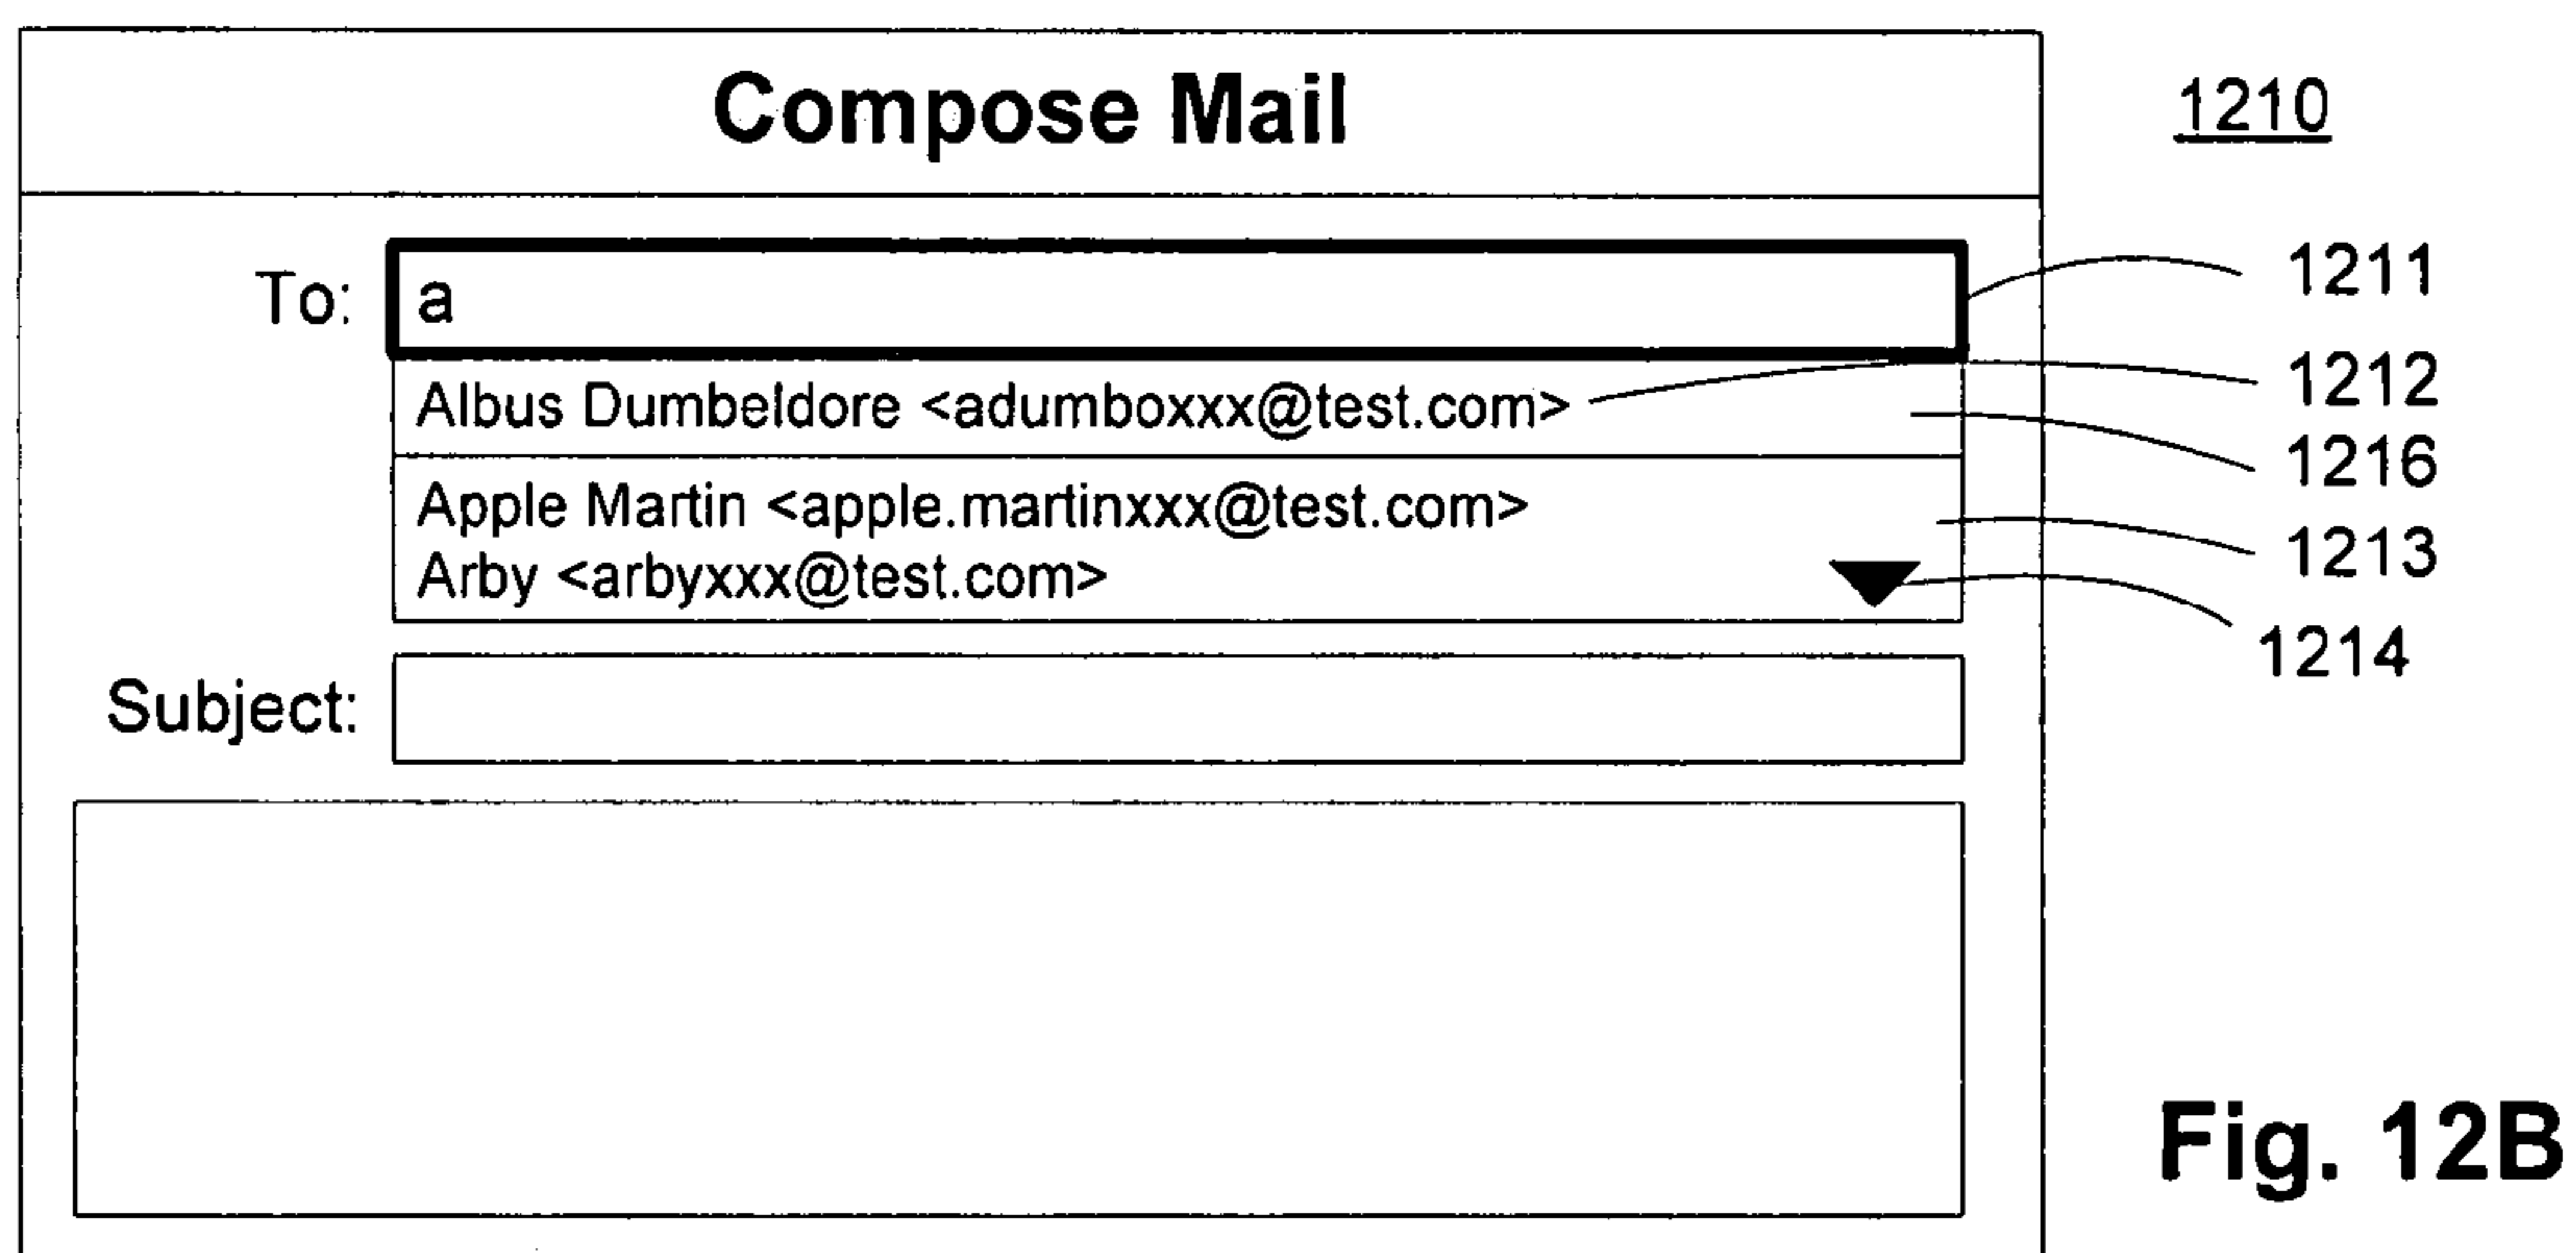 Compose Mail
1210
To: a
1211
Albus Dumbeldore <adumboxxx@test.com>
1212
1216
Apple Martin <apple.martinxxx@test.com>
1213
Arby <arbyxxx@test.com>
1214
Subject:
Fig. 12B